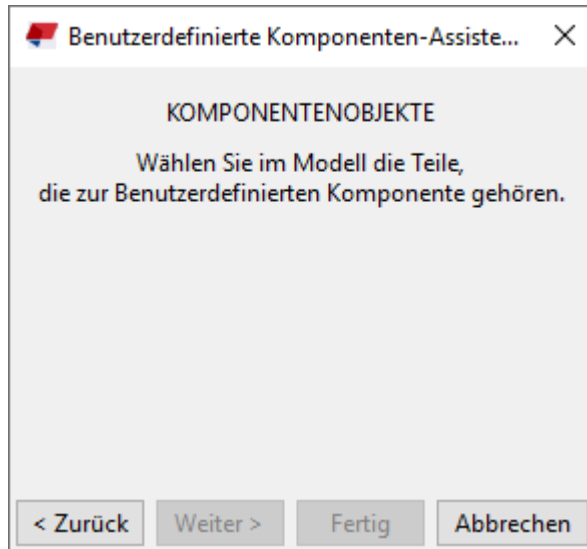 Benutzerdefinierte Komponenten-Assiste...
KOMPONENTENOBJEKTE
Wählen Sie im Modell die Teile,
die zur Benutzerdefinierten Komponente gehören.
< Zurück Weiter > Fertig Abbrechen